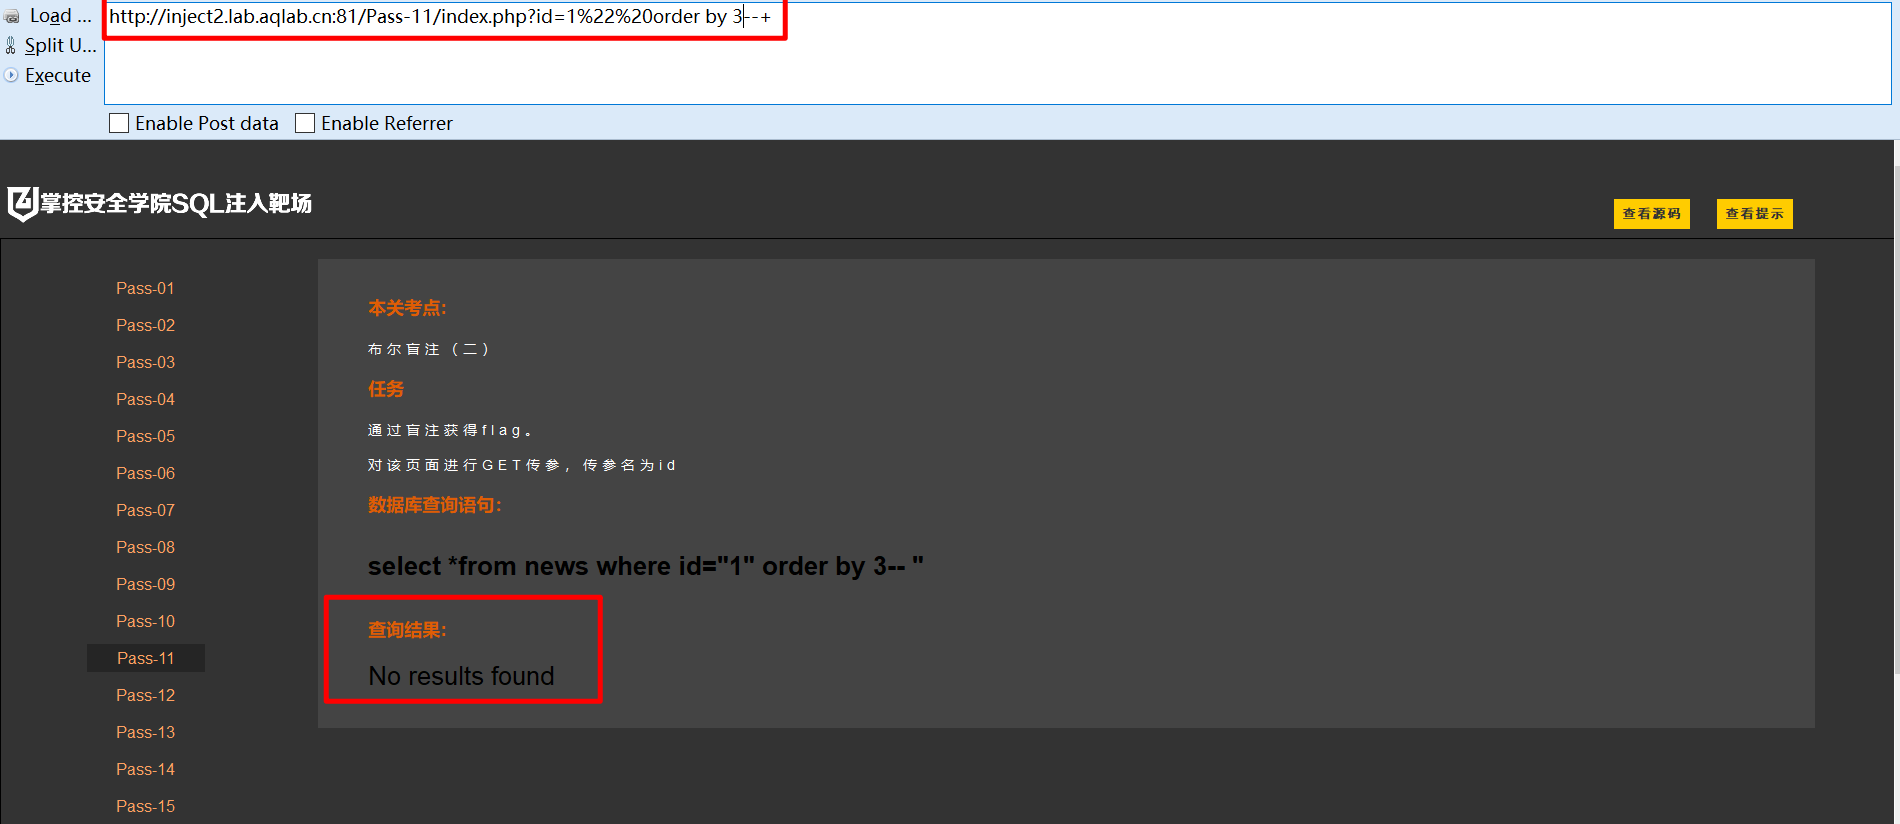 Load ...
http://inject2.lab.aqlab.cn:81/Pass-11/index.php?id=1%22%20order by 3--+
Split U...
Execute
Enable Post data
Enable Referrer
掌控安全学院SQL注入靶场
查看源码
查看提示
Pass-01
Pass-02
Pass-03
Pass-04
Pass-05
Pass-06
Pass-07
Pass-08
Pass-09
Pass-10
Pass-11
Pass-12
Pass-13
Pass-14
Pass-15
本关考点:
布尔盲注（二）
任务
通过盲注获得flag。
对该页面进行GET传参，传参名为id
数据库查询语句:
select *from news where id="1" order by 3-- "
查询结果:
No results found